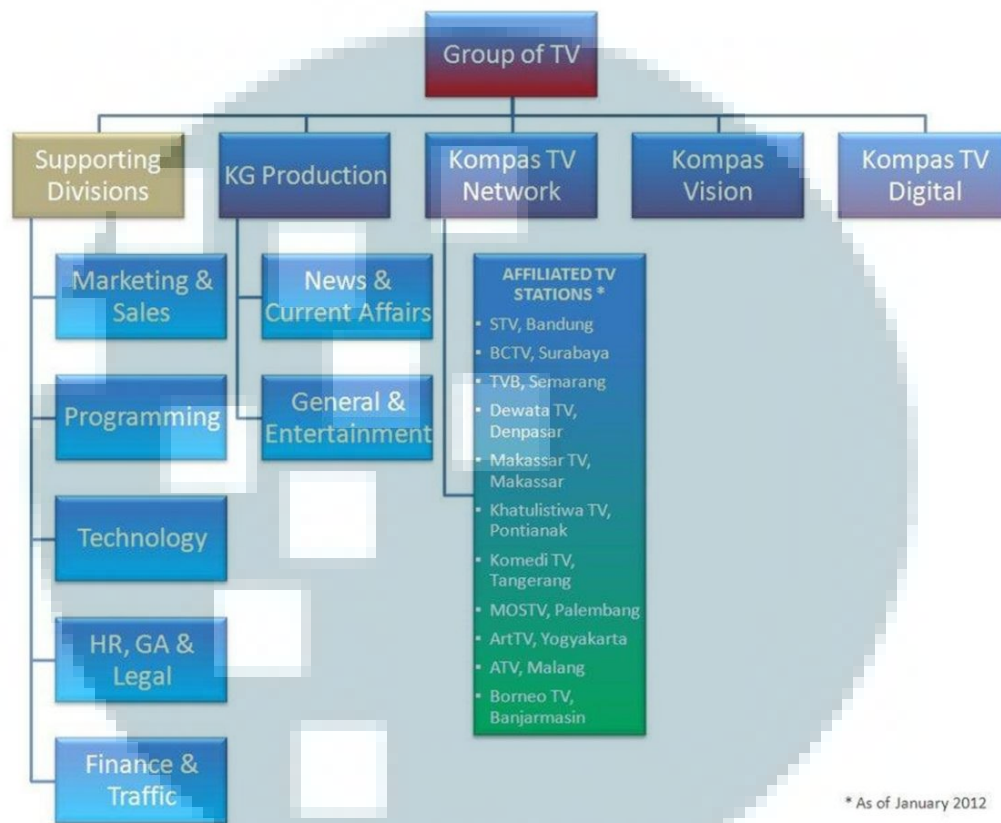 Group of TV
Supporting
Divisions
KG Production
Kompas TV
Network
Kompas
Vision
Kompas TV
Digital
Marketing &
Sales
Programming
Technology
HR, GA &
Legal
Finance &
Traffic
News &
Current Affairs
General &
Entertainment
AFFILIATED TV
STATIONS *
▪ STV, Bandung
▪ BCTV, Surabaya
▪ TVB, Semarang
▪ Dewata TV,
Denpasar
▪ Makassar TV,
Makassar
▪ Khatulistiwa TV,
Pontianak
▪ Komedi TV,
Tangerang
▪ MOSTV, Palembang
▪ ArtTV, Yogyakarta
▪ ATV, Malang
▪ Borneo TV,
Banjarmasin
* As of January 2012